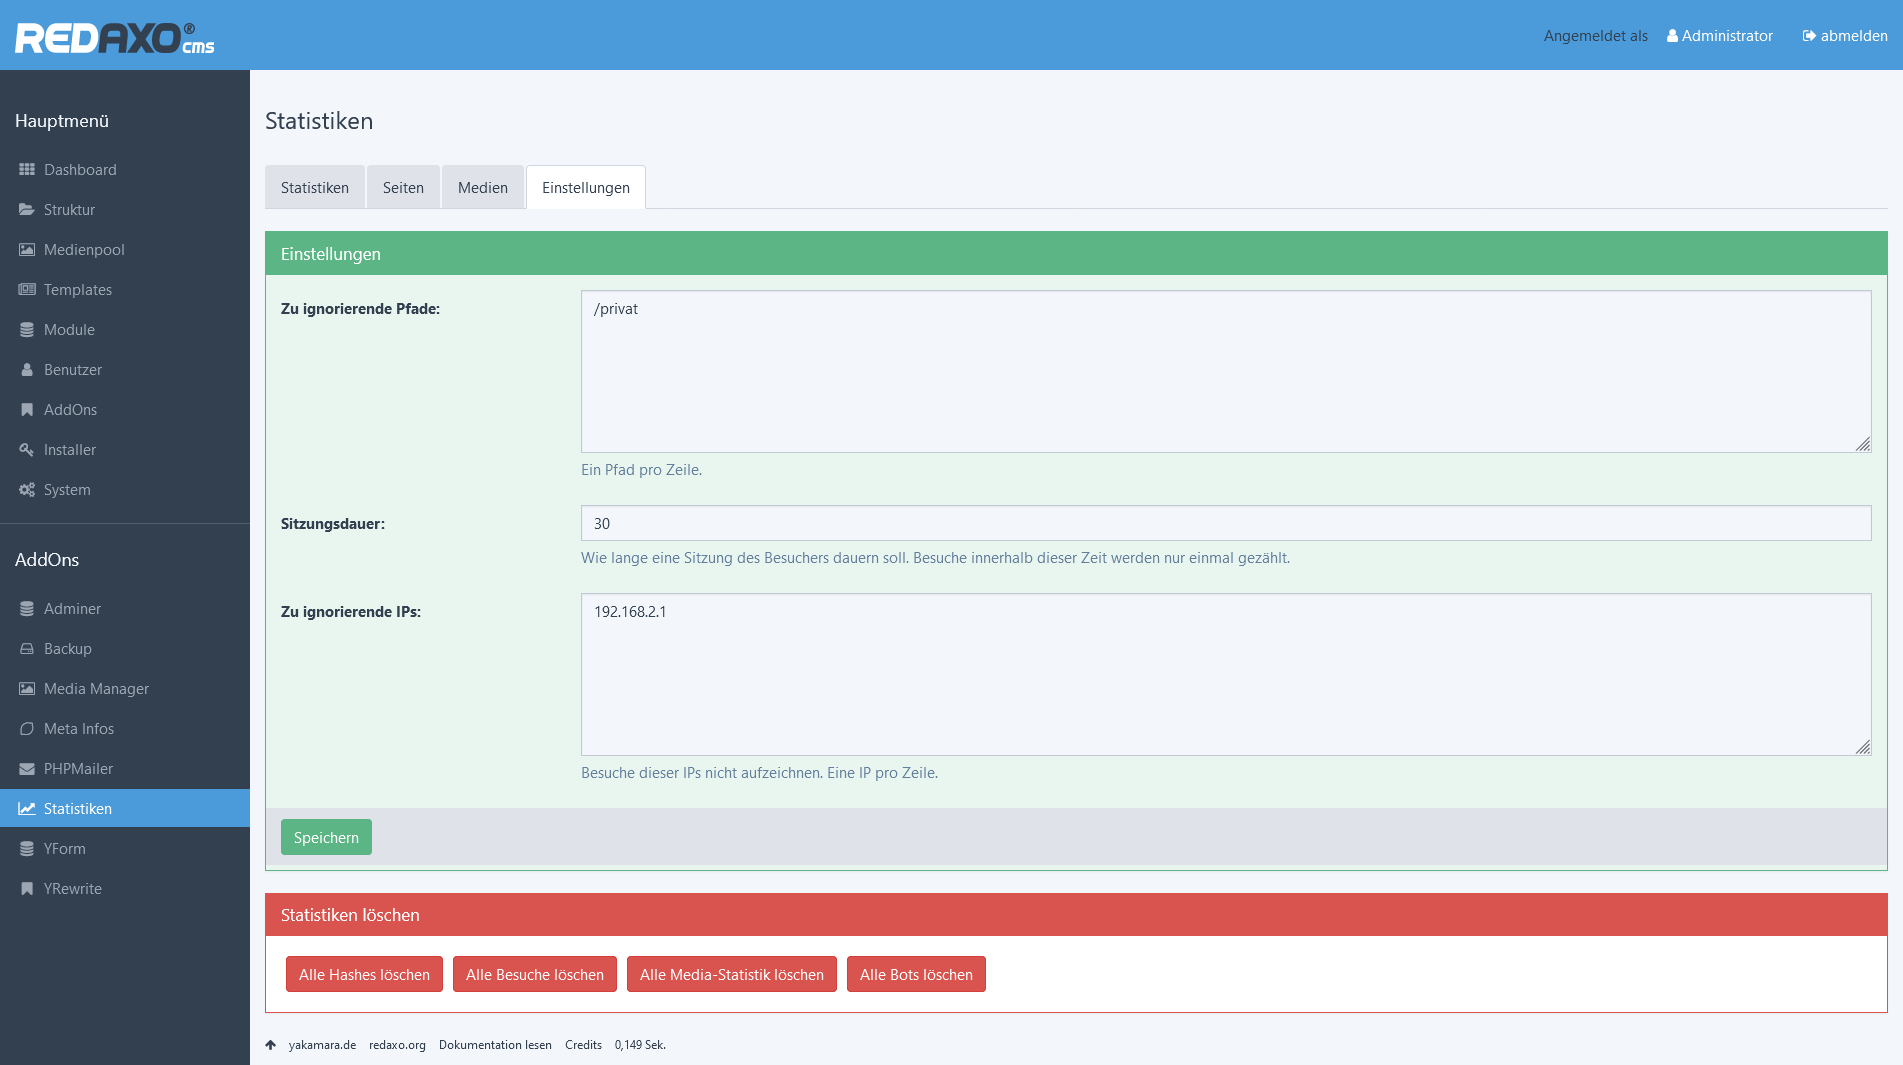 REDAXO® cms
Angemeldet als Administrator abmelden
Hauptmenü
Dashboard
Struktur
Medienpool
Templates
Module
Benutzer
AddOns
Installer
System
AddOns
Adminer
Backup
Media Manager
Meta Infos
PHPMailer
Statistiken
YForm
YRewrite
Statistiken
Statistiken Seiten Medien Einstellungen
Einstellungen
Zu ignorierende Pfade: /privat
Ein Pfad pro Zeile.
Sitzungsdauer: 30
Wie lange eine Sitzung des Besuchers dauern soll. Besuche innerhalb dieser Zeit werden nur einmal gezählt.
Zu ignorierende IPs: 192.168.2.1
Besuche dieser IPs nicht aufzeichnen. Eine IP pro Zeile.
Speichern
Statistiken löschen
Alle Hashes löschen Alle Besuche löschen Alle Media-Statistik löschen Alle Bots löschen
yakamara.de redaxo.org Dokumentation lesen Credits 0,149 Sek.